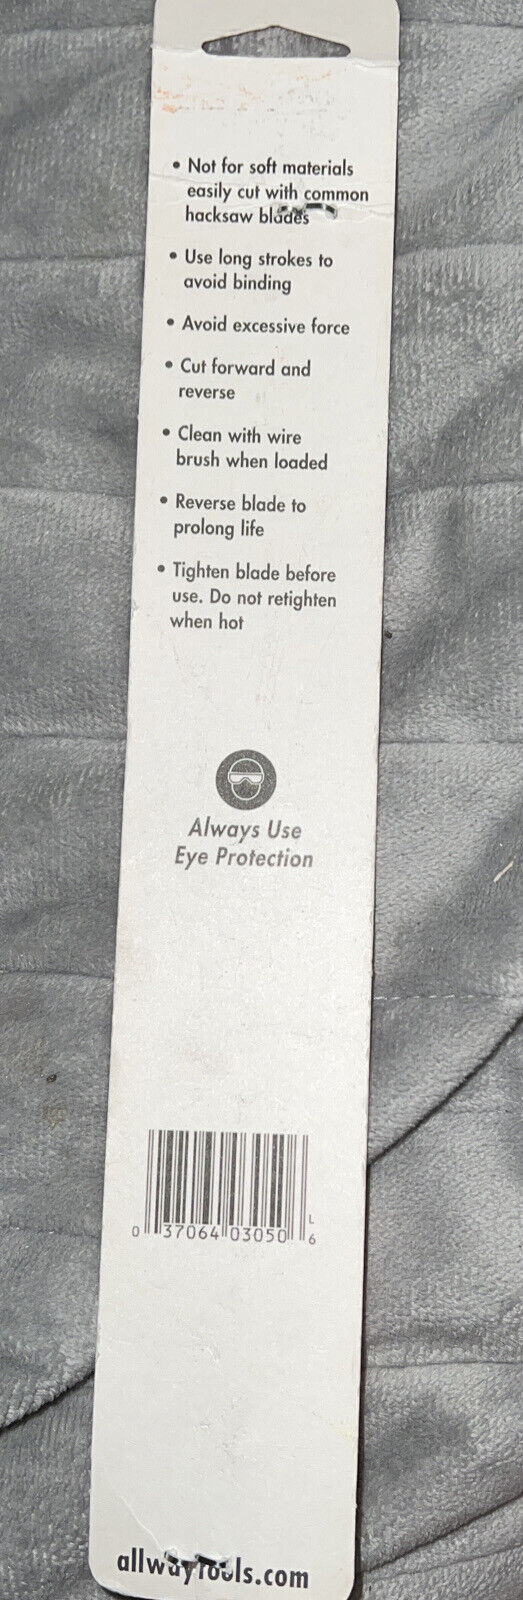 • Not for soft materials
easily cut with common
hacksaw blades
• Use long strokes to
avoid binding
• Avoid excessive force
• Cut forward and
reverse
• Clean with wire
brush when loaded
• Reverse blade to
prolong life
• Tighten blade before
use. Do not retighten
when hot
Always Use
Eye Protection
L
0 37064 03050 6
allwaytools.com